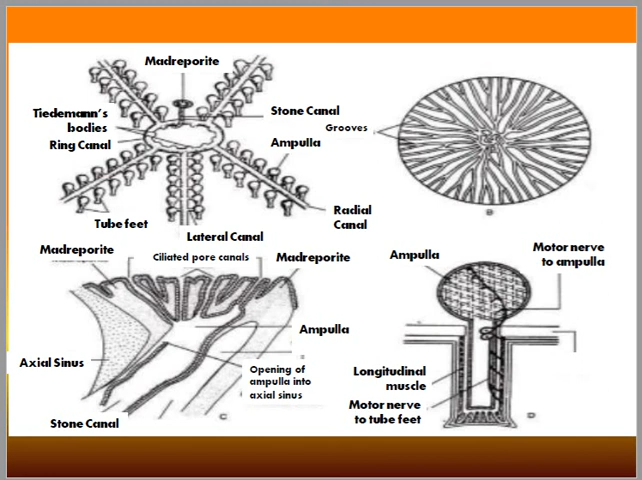 Madreporite
Tiedemann's
bodies
Ring Canal
Stone Canal
Ampulla
Tube feet
Lateral Canal
Radial
Canal
Grooves
B
Madreporite
Ciliated pore canals
Madreporite
Ampulla
Axial Sinus
Opening of
ampulla into
axial sinus
Stone Canal
C
Ampulla
Motor nerve
to ampulla
Longitudinal
muscle
Motor nerve
to tube feet
D